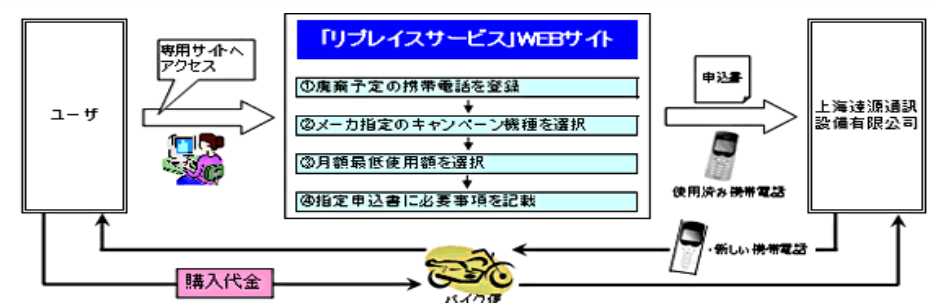 「リプレイスサービス」WEBサイト
専用サイトへ
アクセス
ユーザ
①廃棄予定の携帯電話を登録
②メーカ指定のキャンペーン機種を選択
③月額最低使用額を選択
④指定申込書に必要事項を記載
申込書
使用済み携帯電話
上海達源通訊
設備有限公司
・新しい携帯電話
購入代金
バイク便